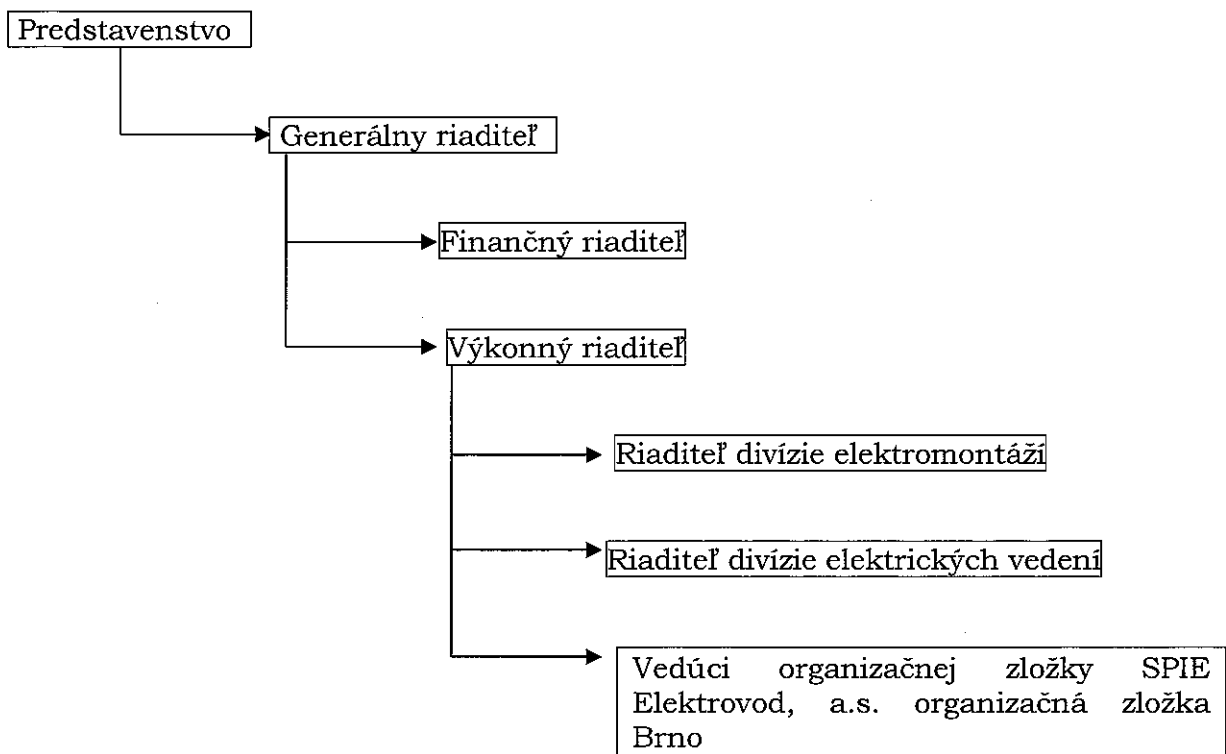 Predstavenstvo
Generálny riaditeľ
Finančný riaditeľ
Výkonný riaditeľ
Riaditeľ divízie elektromontáží
Riaditeľ divízie elektrických vedení
Vedúci organizačnej zložky SPIE
Elektrovod, a.s. organizačná zložka
Brno